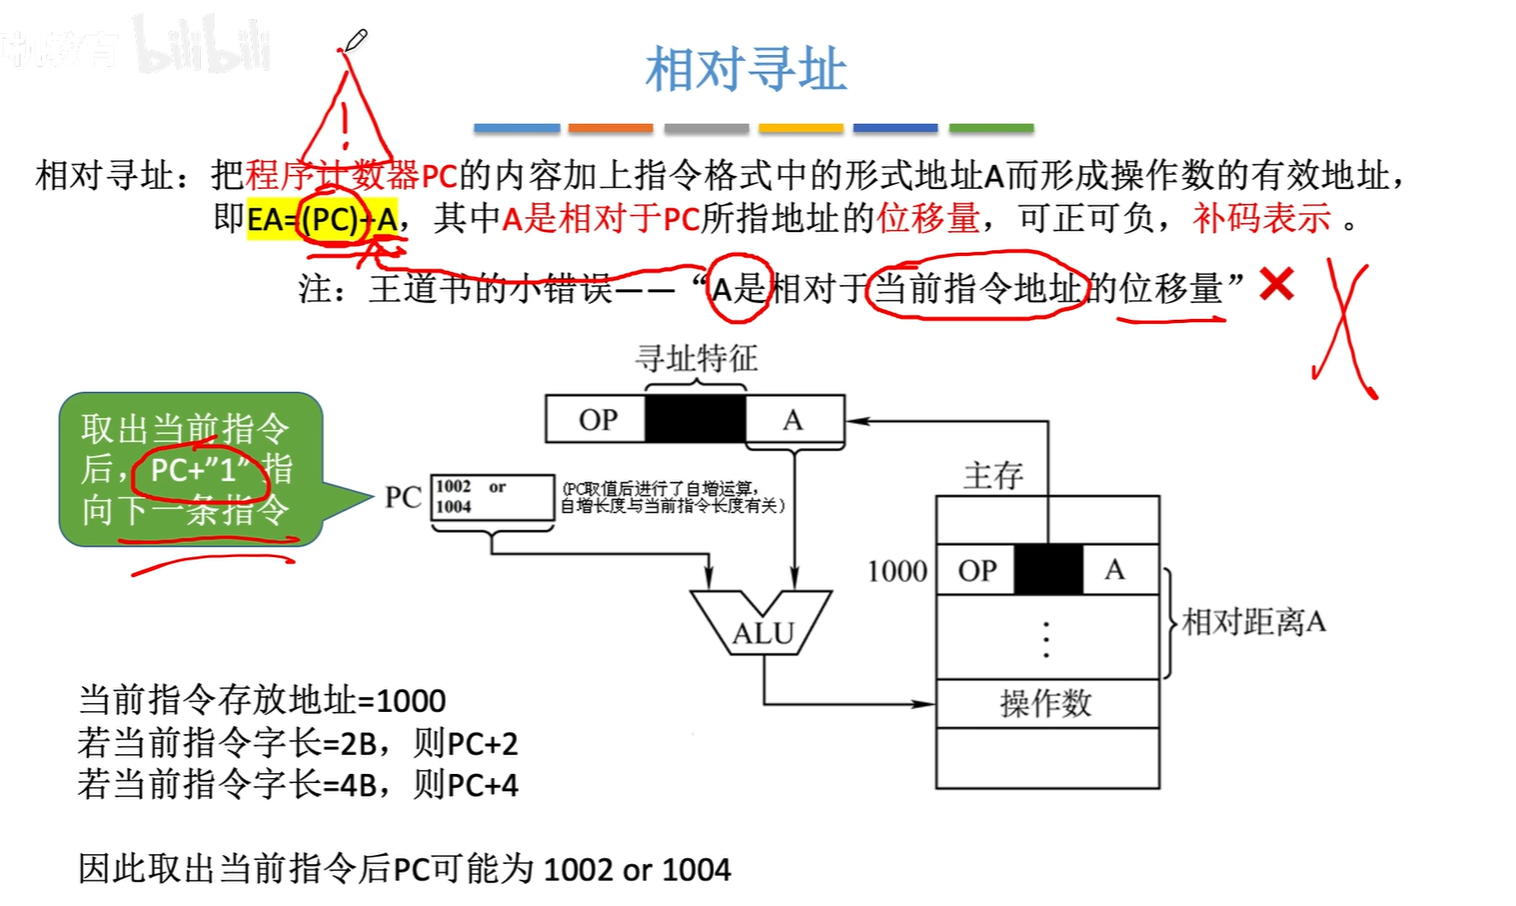 机教育 bilibili
相对寻址
相对寻址：把程序计数器PC的内容加上指令格式中的形式地址A而形成操作数的有效地址，
即EA=(PC)+A，其中A是相对于PC所指地址的位移量，可正可负，补码表示 。
注：王道书的小错误——“A是相对于当前指令地址的位移量”
寻址特征
OP
A
取出当前指令
后，PC+”1”指
向下一条指令
PC
1002 or
1004
(PC取值后进行了自增运算，
自增长度与当前指令长度有关)
主存
1000
OP
A
ALU
相对距离A
操作数
当前指令存放地址=1000
若当前指令字长=2B，则PC+2
若当前指令字长=4B，则PC+4
因此取出当前指令后PC可能为 1002 or 1004